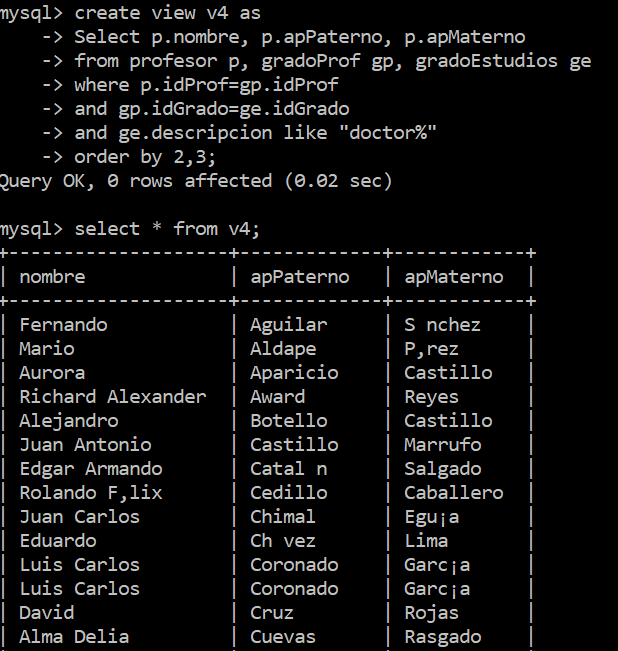 mysql> create view v4 as
    -> Select p.nombre, p.apPaterno, p.apMaterno
    -> from profesor p, gradoProf gp, gradoEstudios ge
    -> where p.idProf=gp.idProf
    -> and gp.idGrado=ge.idGrado
    -> and ge.descripcion like "doctor%"
    -> order by 2,3;
Query OK, 0 rows affected (0.02 sec)
mysql> select * from v4;
+---------------------+-------------+------------+
| nombre              | apPaterno   | apMaterno  |
+---------------------+-------------+------------+
| Fernando            | Aguilar     | S nchez    |
| Mario               | Aldape      | P‚rez      |
| Aurora              | Aparicio    | Castillo   |
| Richard Alexander   | Award       | Reyes      |
| Alejandro           | Botello     | Castillo   |
| Juan Antonio        | Castillo    | Marrufo    |
| Edgar Armando       | Catal n     | Salgado    |
| Rolando F‚lix       | Cedillo     | Caballero  |
| Juan Carlos         | Chimal      | Egu¡a      |
| Eduardo             | Ch vez      | Lima       |
| Luis Carlos         | Coronado    | Garc¡a     |
| Luis Carlos         | Coronado    | Garc¡a     |
| David               | Cruz        | Rojas      |
| Alma Delia          | Cuevas      | Rasgado    |